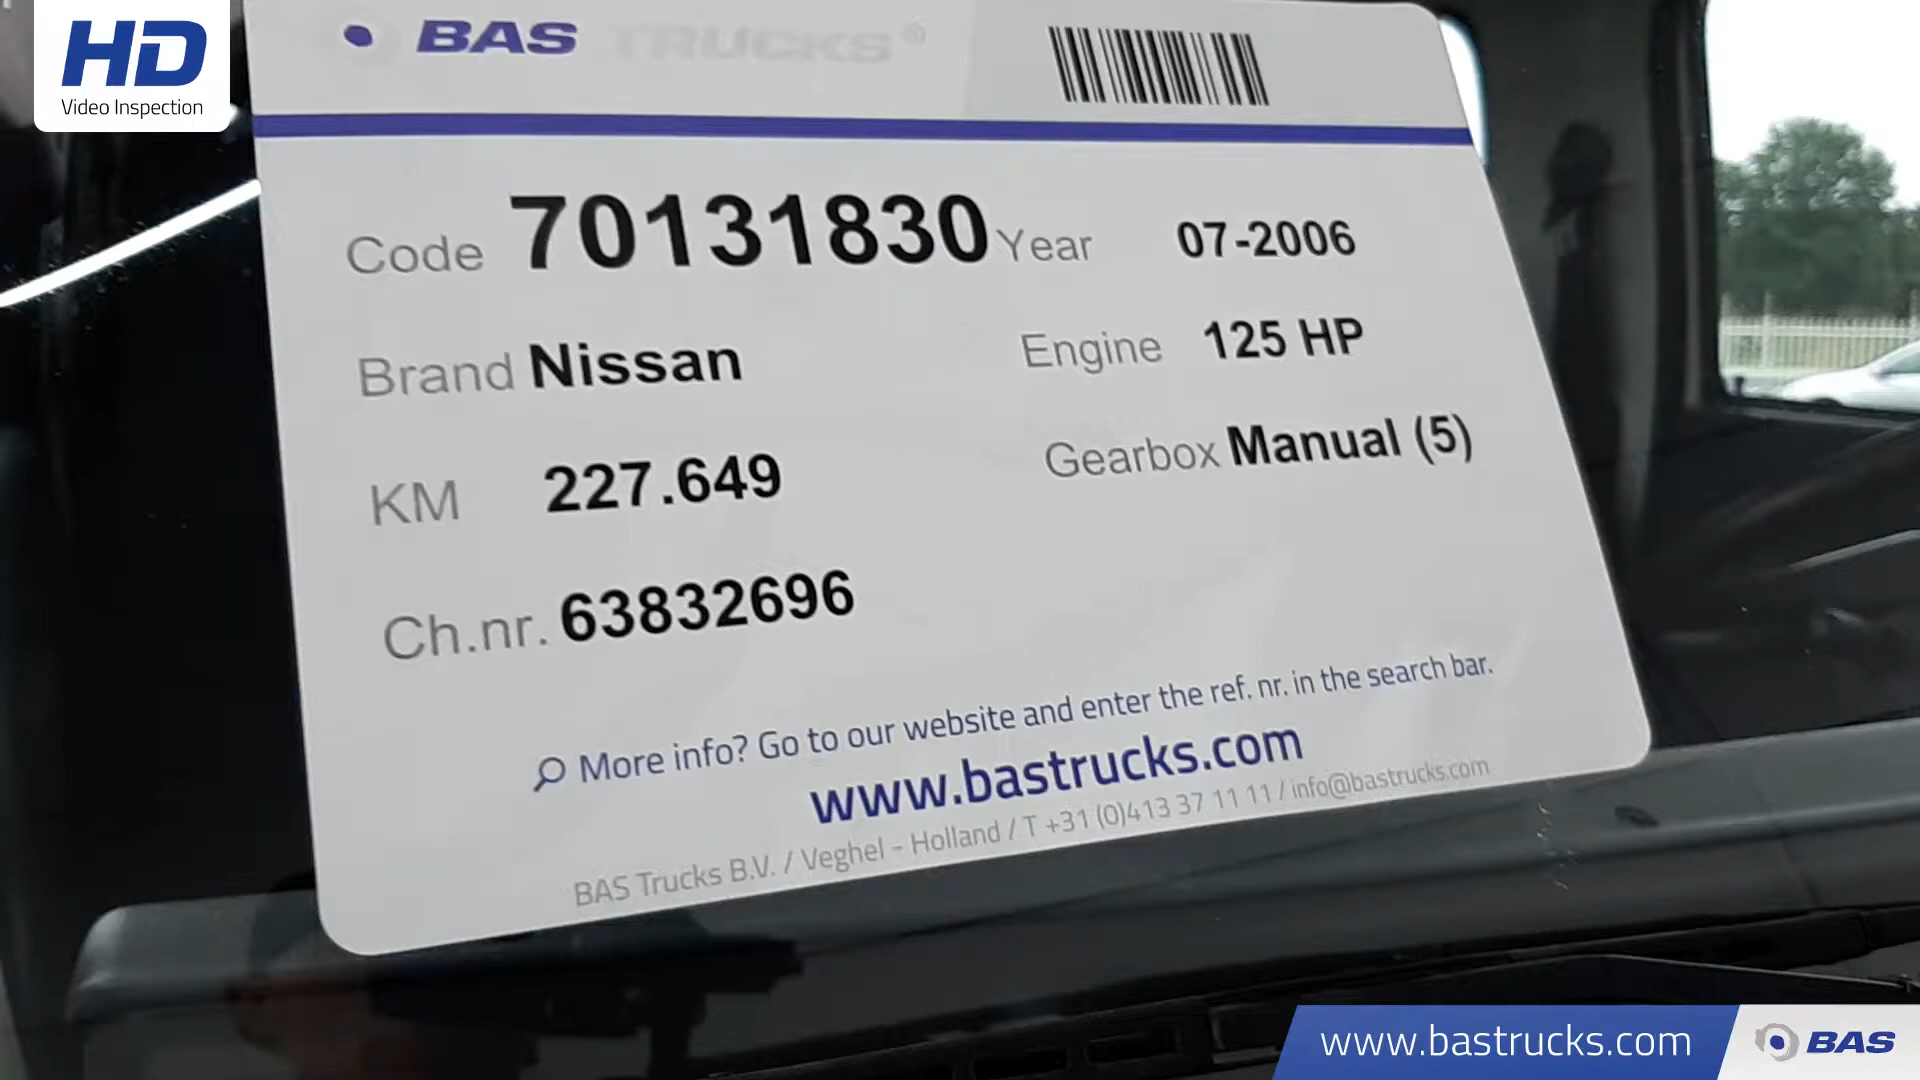 HD
Video Inspection
BAS TRUCKS®
Code 70131830 Year 07-2006
Brand Nissan Engine 125 HP
KM 227.649 Gearbox Manual (5)
Ch.nr. 63832696
More info? Go to our website and enter the ref. nr. in the search bar.
www.bastrucks.com
BAS Trucks B.V. / Veghel - Holland / T +31 (0)413 37 11 11 / info@bastrucks.com
www.bastrucks.com BAS